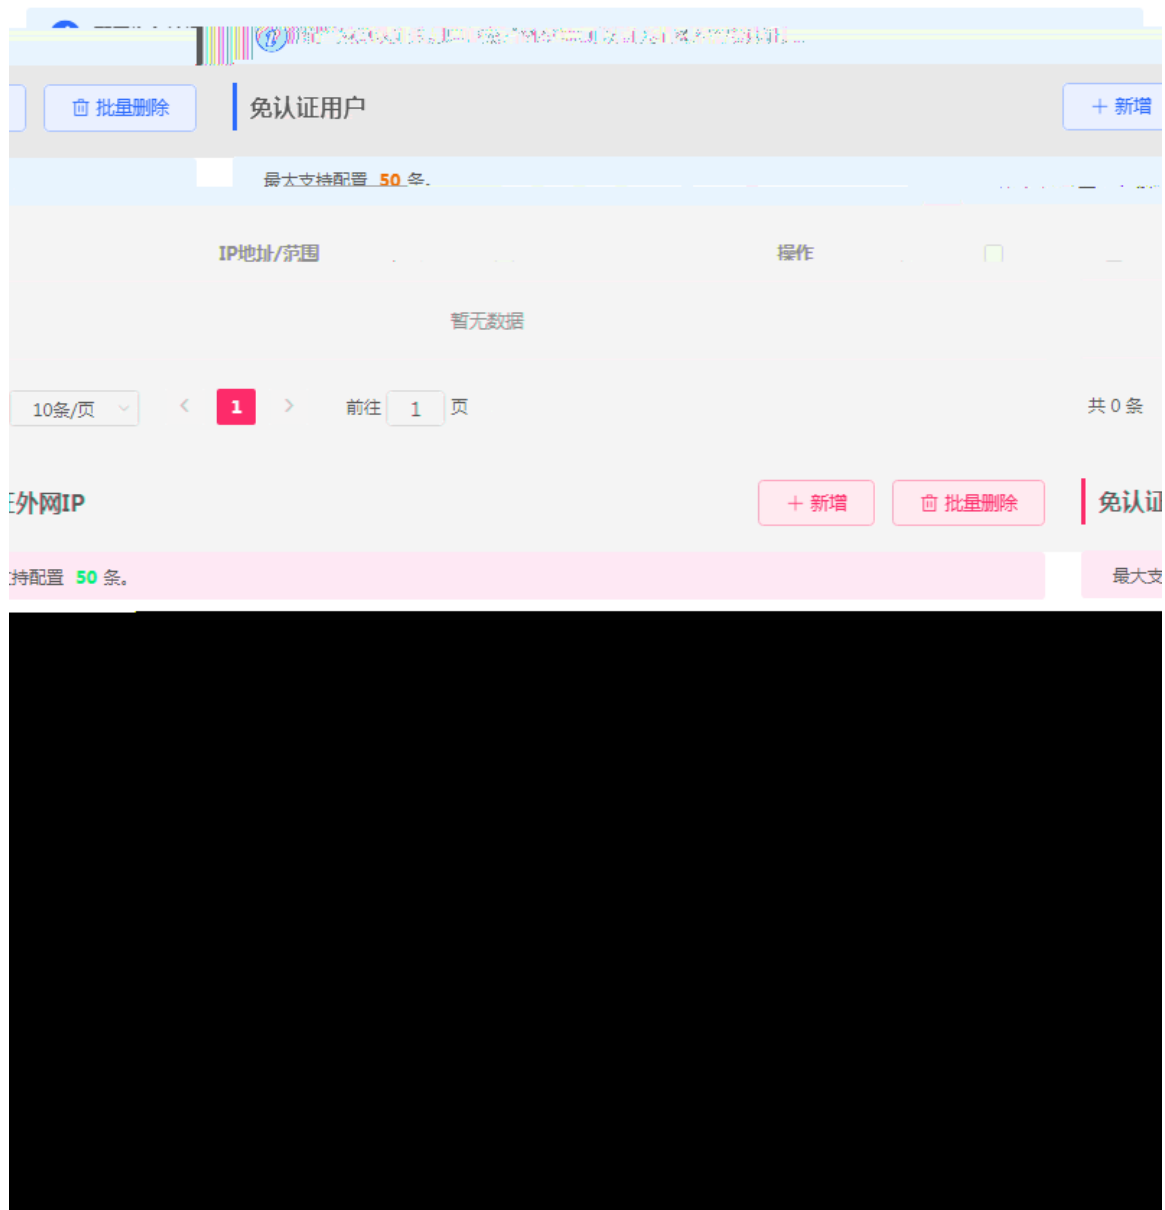 批量删除 免认证用户 + 新增
最大支持配置 50 条。
IP地址/范围 操作
暂无数据
10条/页 < 1 > 前往 1 页 共 0 条
外网IP + 新增 批量删除 免认证
持配置 50 条。 最大支